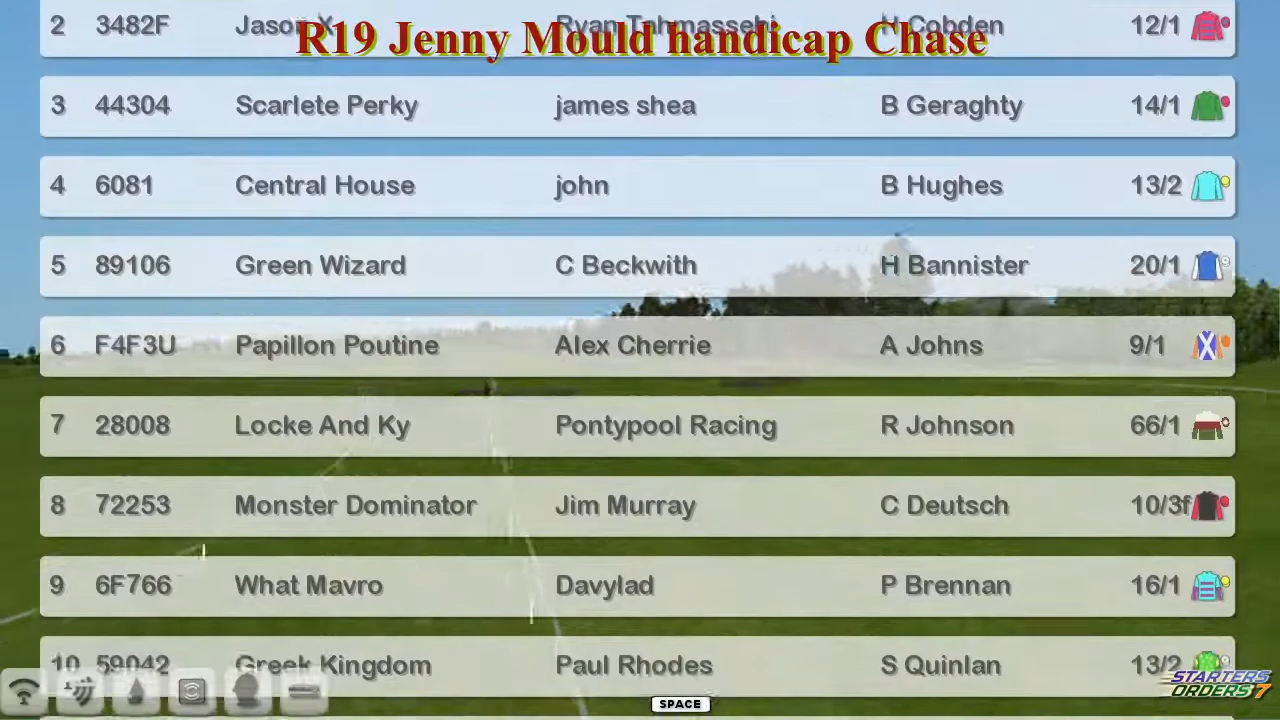 R19 Jenny Mould handicap Chase
2 3482F Jason X Ryan Tahmassebi H Cobden 12/1
3 44304 Scarlete Perky james shea B Geraghty 14/1
4 6081 Central House john B Hughes 13/2
5 89106 Green Wizard C Beckwith H Bannister 20/1
6 F4F3U Papillon Poutine Alex Cherrie A Johns 9/1
7 28008 Locke And Ky Pontypool Racing R Johnson 66/1
8 72253 Monster Dominator Jim Murray C Deutsch 10/3f
9 6F766 What Mavro Davylad P Brennan 16/1
10 59042 Greek Kingdom Paul Rhodes S Quinlan 13/2
SPACE
STARTERS
ORDERS 7